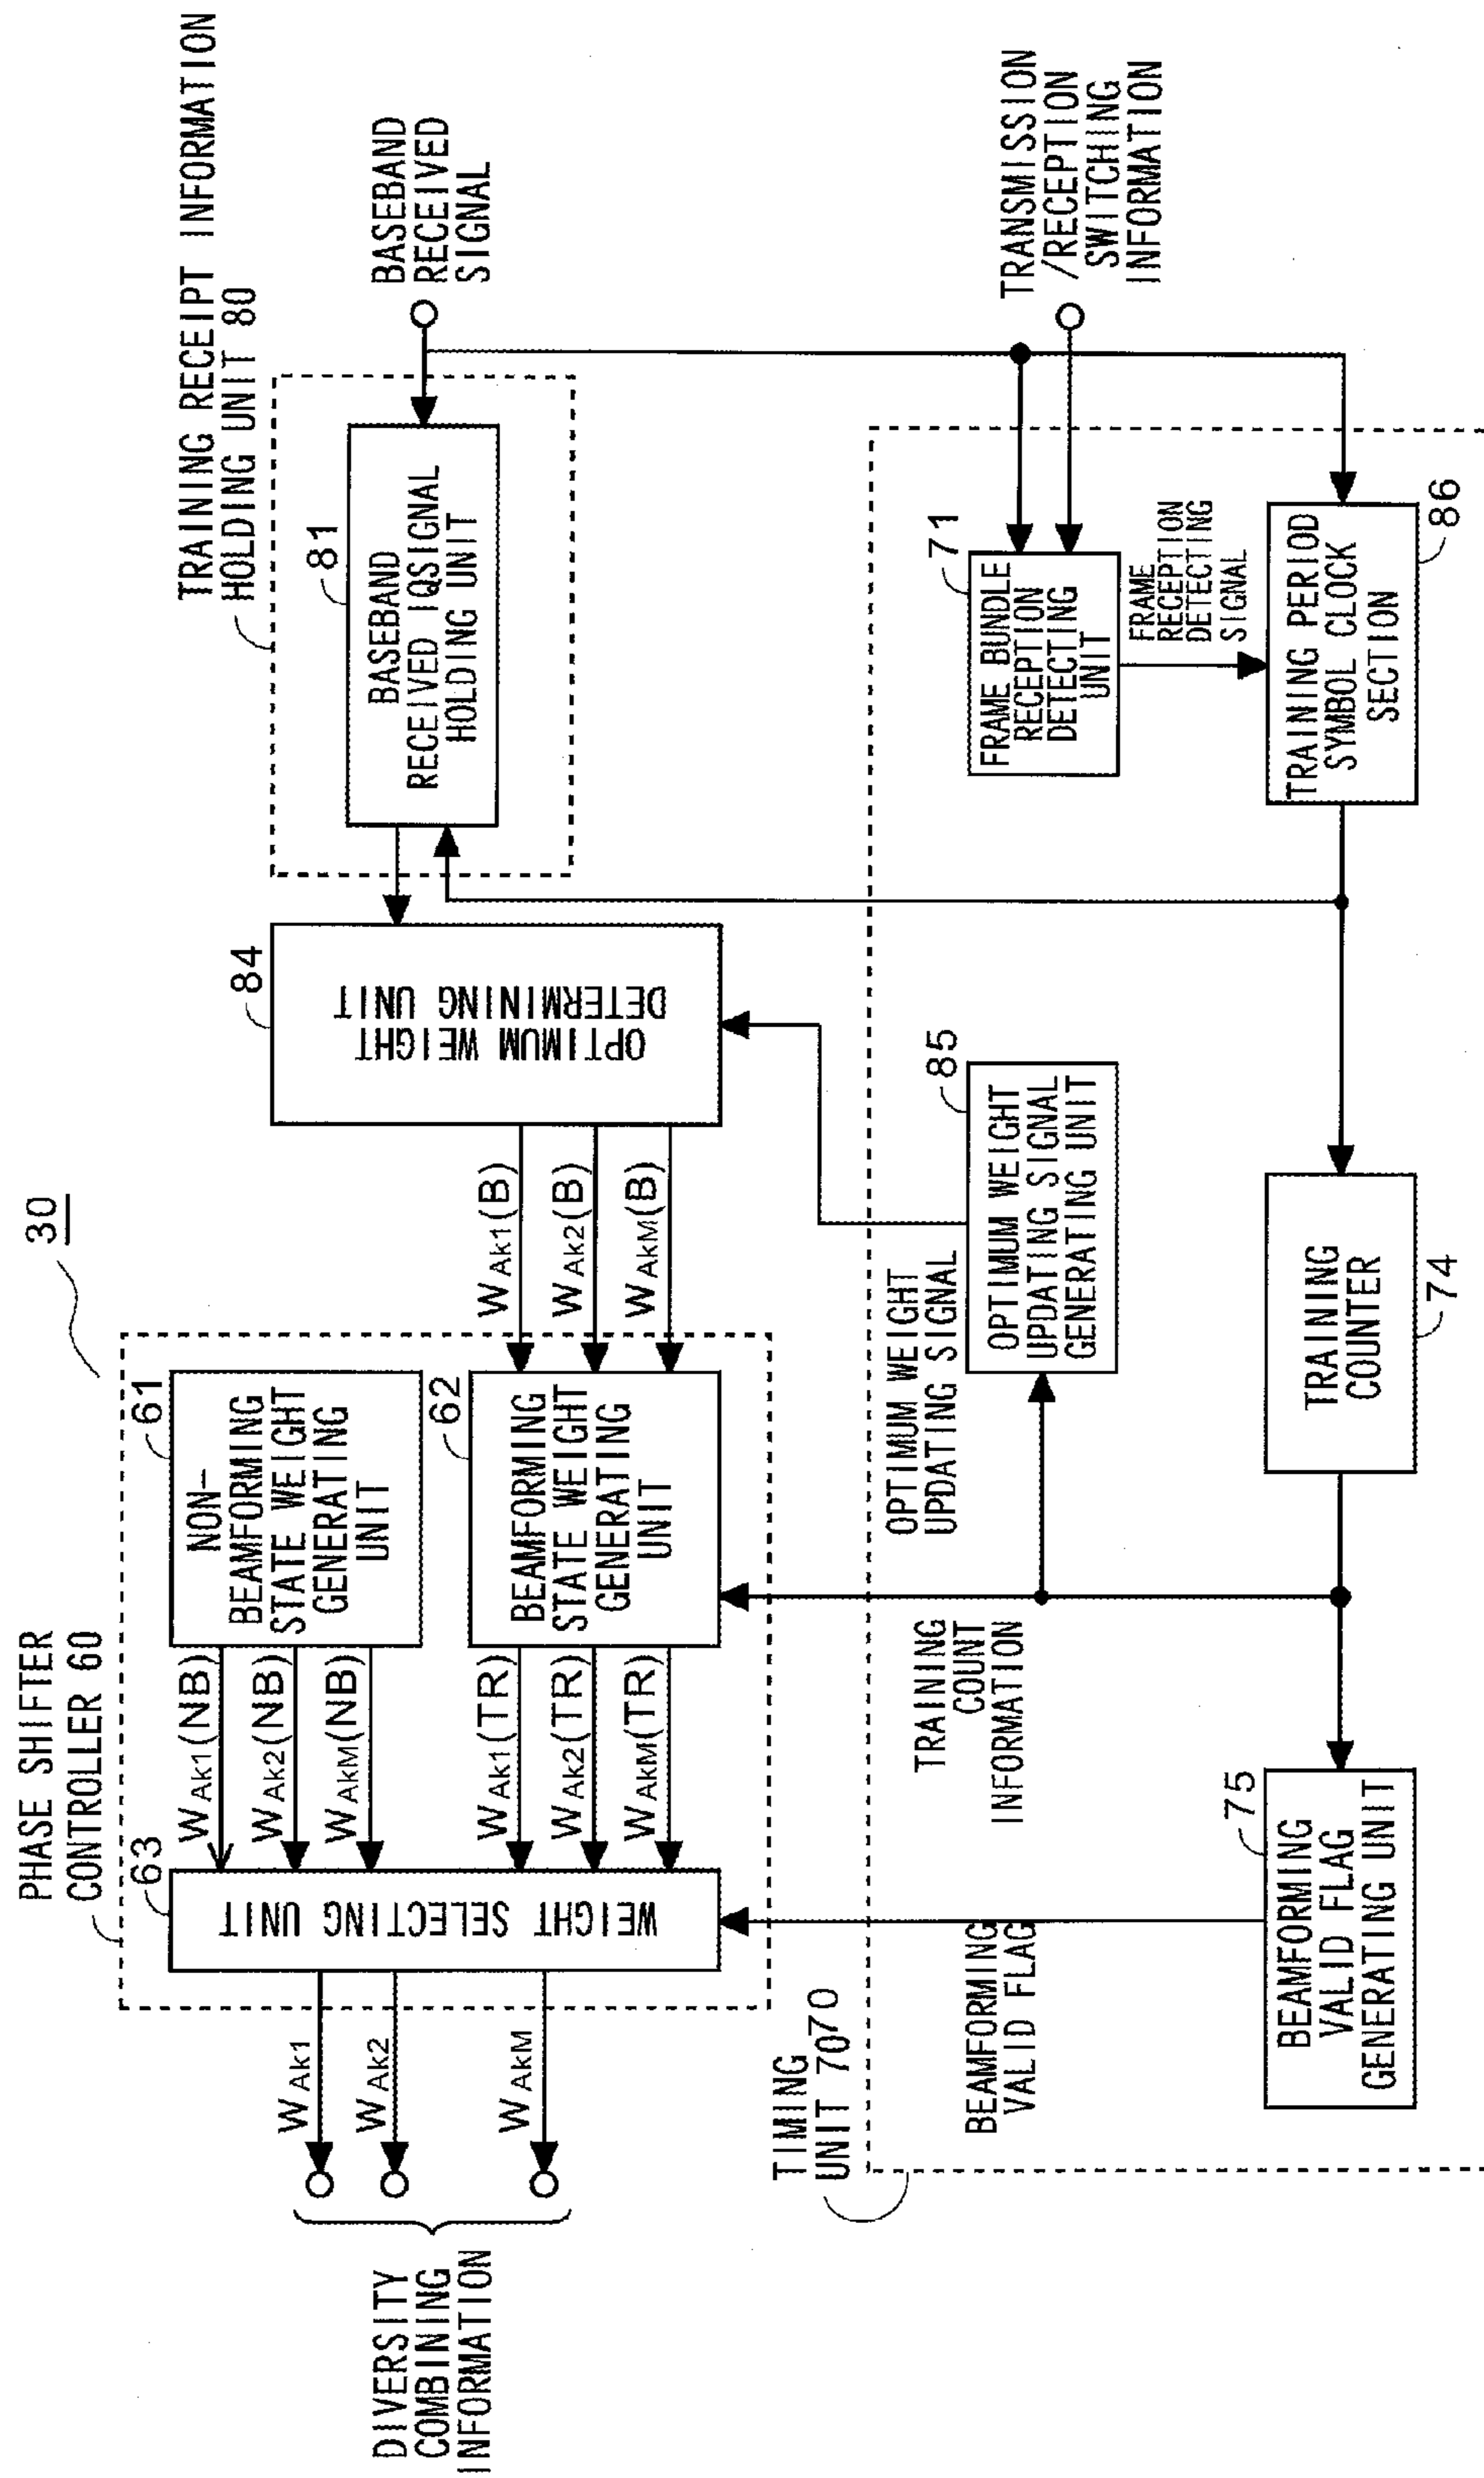 30
PHASE SHIFTER
CONTROLLER 60
63
WEIGHT SELECTING UNIT
61
NON-
BEAMFORMING
STATE WEIGHT
GENERATING
UNIT
62
BEAMFORMING
STATE WEIGHT
GENERATING
UNIT
WAk1(NB)
WAk2(NB)
WAkM(NB)
WAk1(TR)
WAk2(TR)
WAkM(TR)
WAk1(B)
WAk2(B)
WAkM(B)
WAk1
WAk2
WAkM
DIVERSITY
COMBINING
INFORMATION
84
OPTIMUM WEIGHT
DETERMINING UNIT
TRAINING RECEIPT INFORMATION
HOLDING UNIT 80
81
BASEBAND
RECEIVED IQSIGNAL
HOLDING UNIT
BASEBAND
RECEIVED
SIGNAL
TRANSMISSION
/RECEPTION
SWITCHING
INFORMATION
TIMING
UNIT 7070
BEAMFORMING
VALID FLAG
TRAINING
COUNT
INFORMATION
OPTIMUM WEIGHT
UPDATING SIGNAL
85
OPTIMUM WEIGHT
UPDATING SIGNAL
GENERATING UNIT
71
FRAME BUNDLE
RECEPTION
DETECTING
UNIT
FRAME
RECEPTION
DETECTING
SIGNAL
75
BEAMFORMING
VALID FLAG
GENERATING UNIT
TRAINING
COUNTER
74
TRAINING PERIOD
SYMBOL CLOCK
SECTION
86